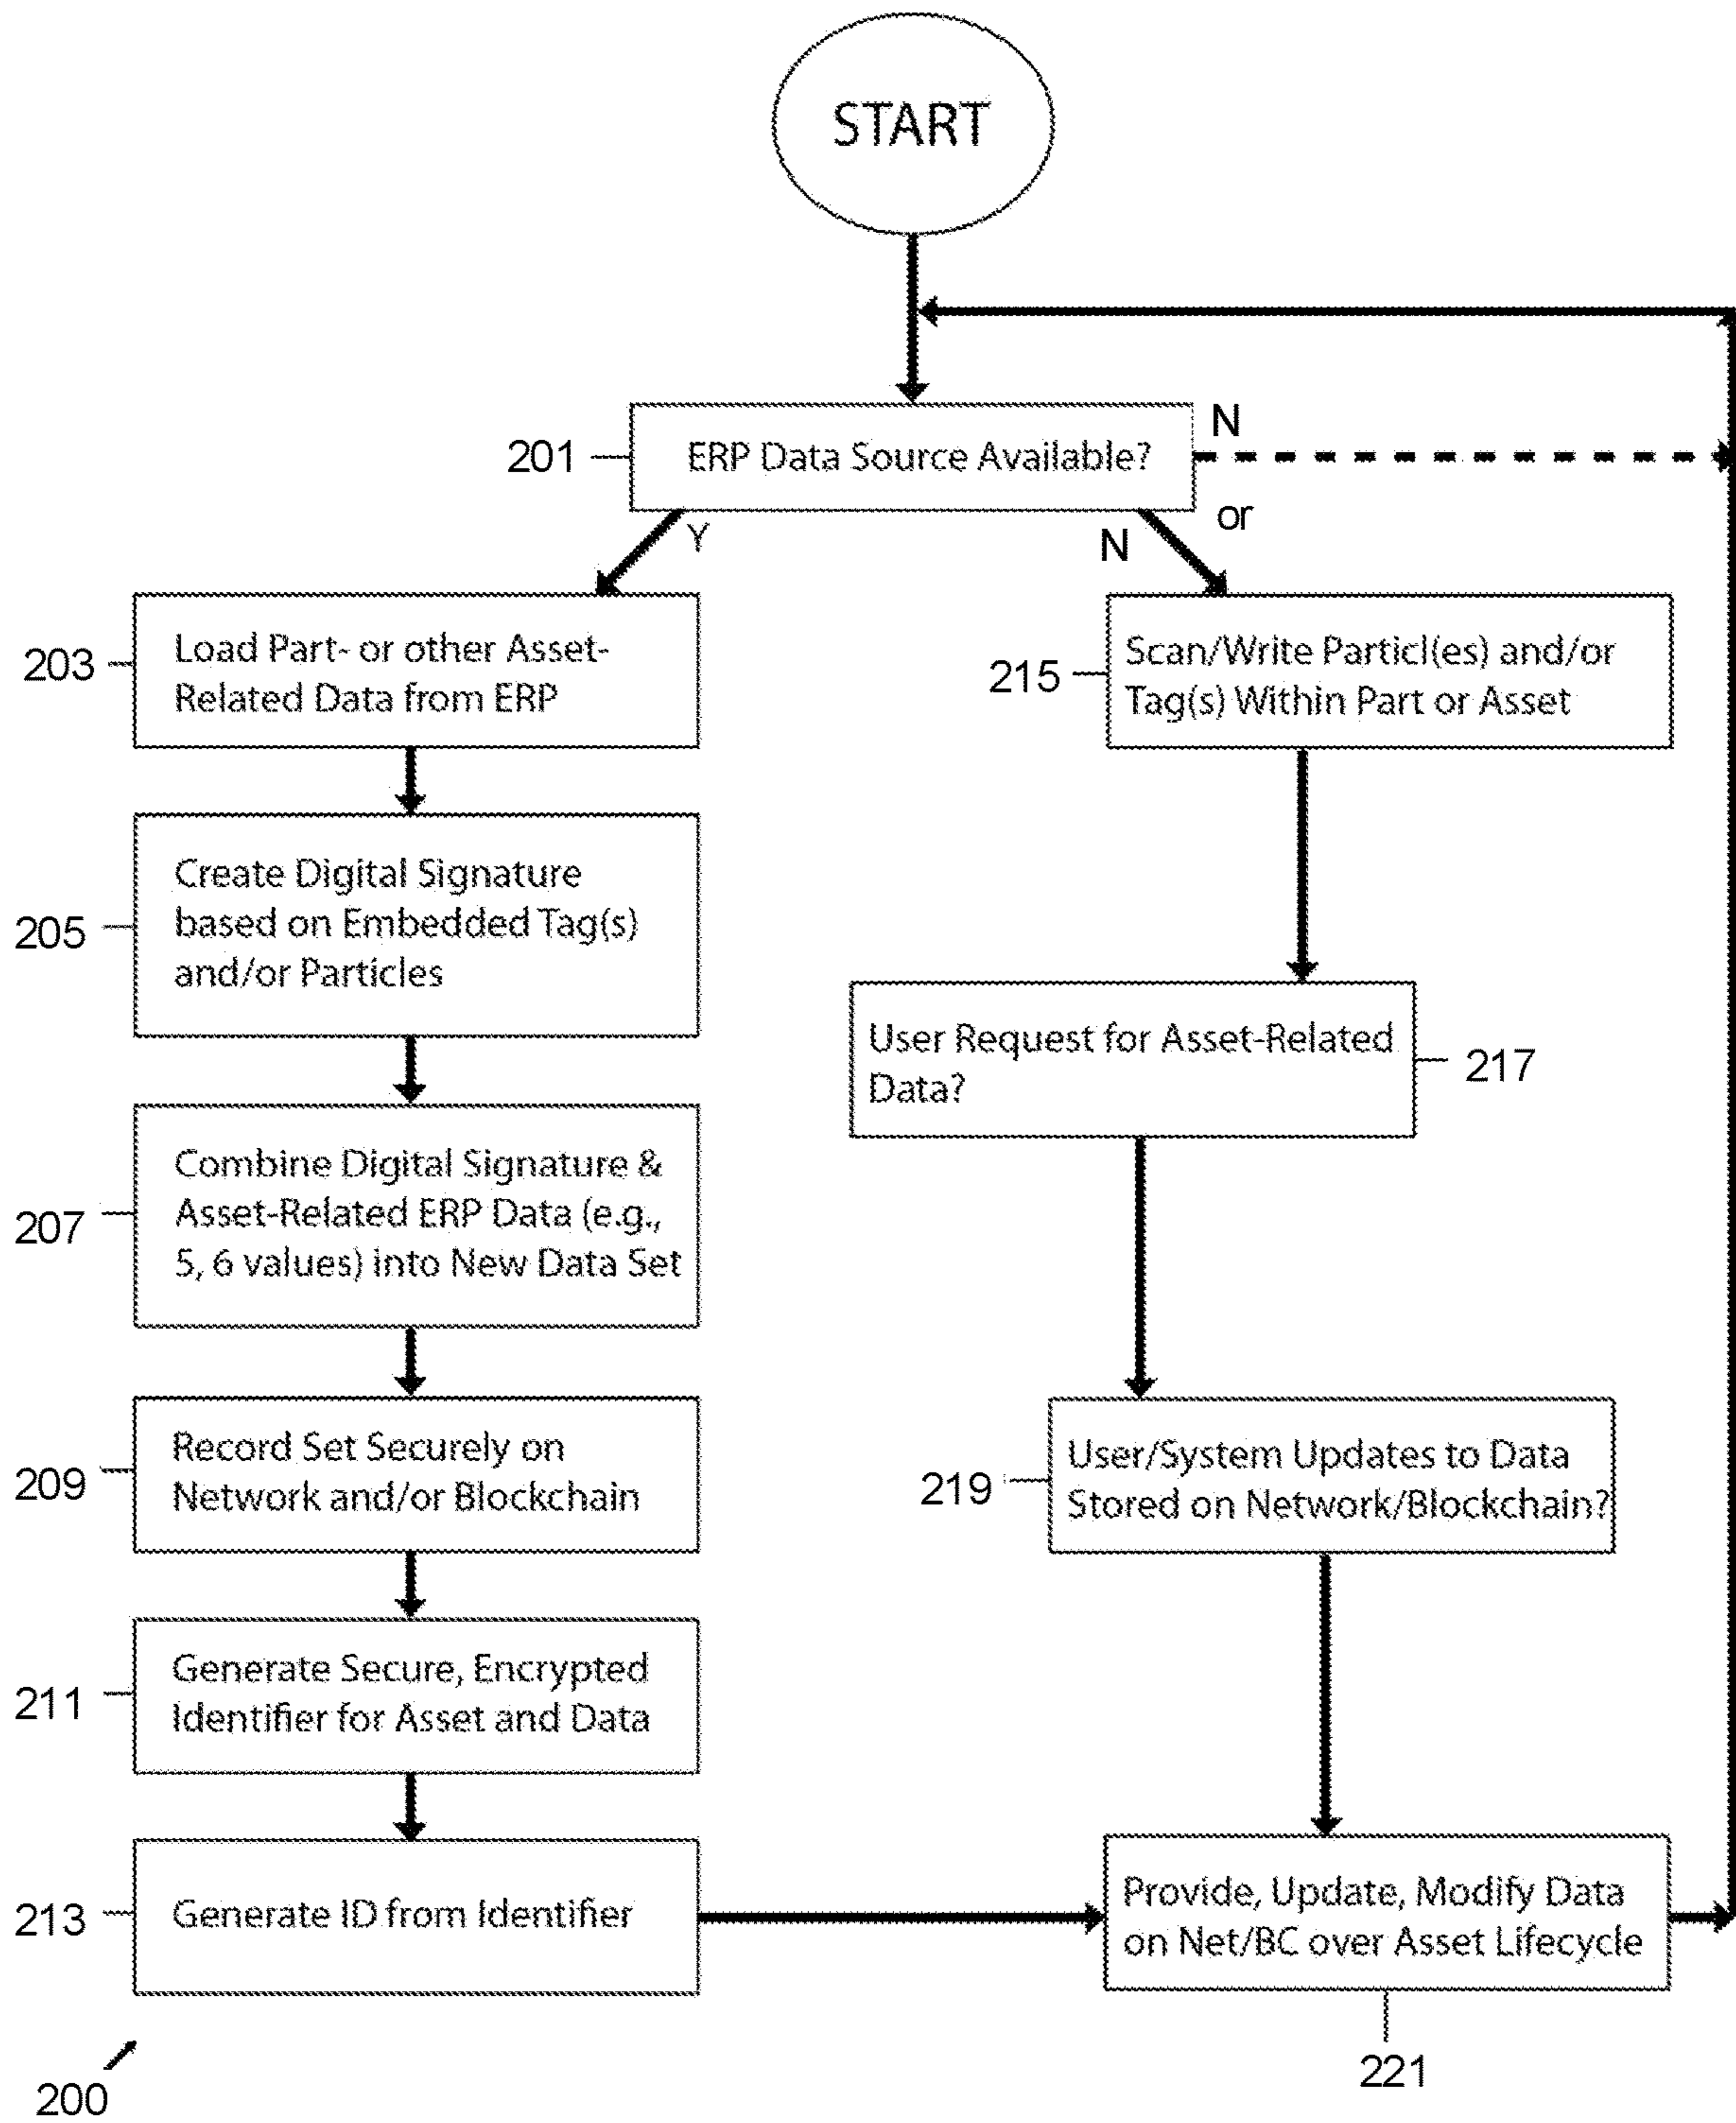 START
N
201
ERP Data Source Available?
or
Y
N
203
Load Part- or other Asset-
Related Data from ERP
215
Scan/Write Particl(es) and/or
Tag(s) Within Part or Asset
205
Create Digital Signature
based on Embedded Tag(s)
and/or Particles
User Request for Asset-Related
Data?
217
207
Combine Digital Signature &
Asset-Related ERP Data (e.g.,
5, 6 values) into New Data Set
209
Record Set Securely on
Network and/or Blockchain
219
User/System Updates to Data
Stored on Network/Blockchain?
211
Generate Secure, Encrypted
Identifier for Asset and Data
213
Generate ID from Identifier
Provide, Update, Modify Data
on Net/BC over Asset Lifecycle
221
200